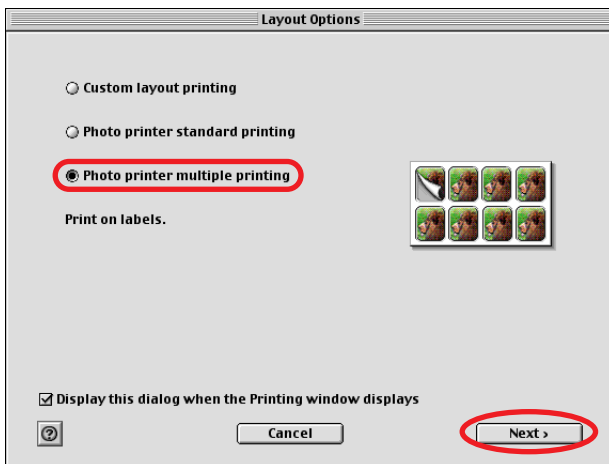 Layout Options
Custom layout printing
Photo printer standard printing
Photo printer multiple printing
Print on labels.
Display this dialog when the Printing window displays
?
Cancel
Next ›